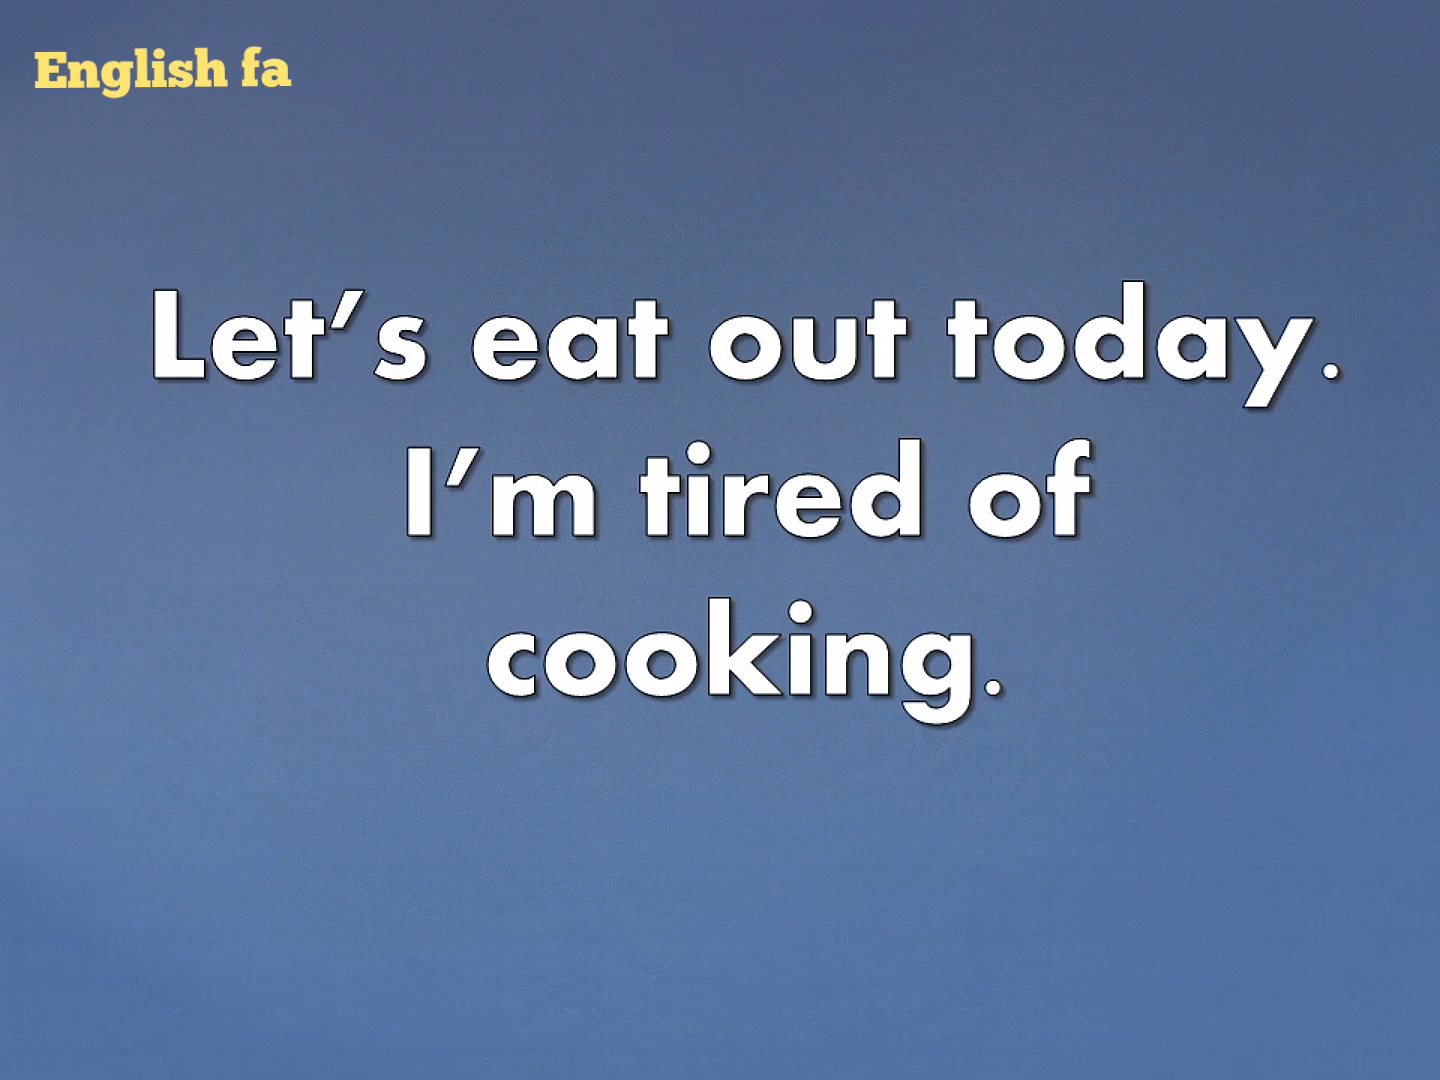 English fa
Let’s eat out today.
I’m tired of
cooking.